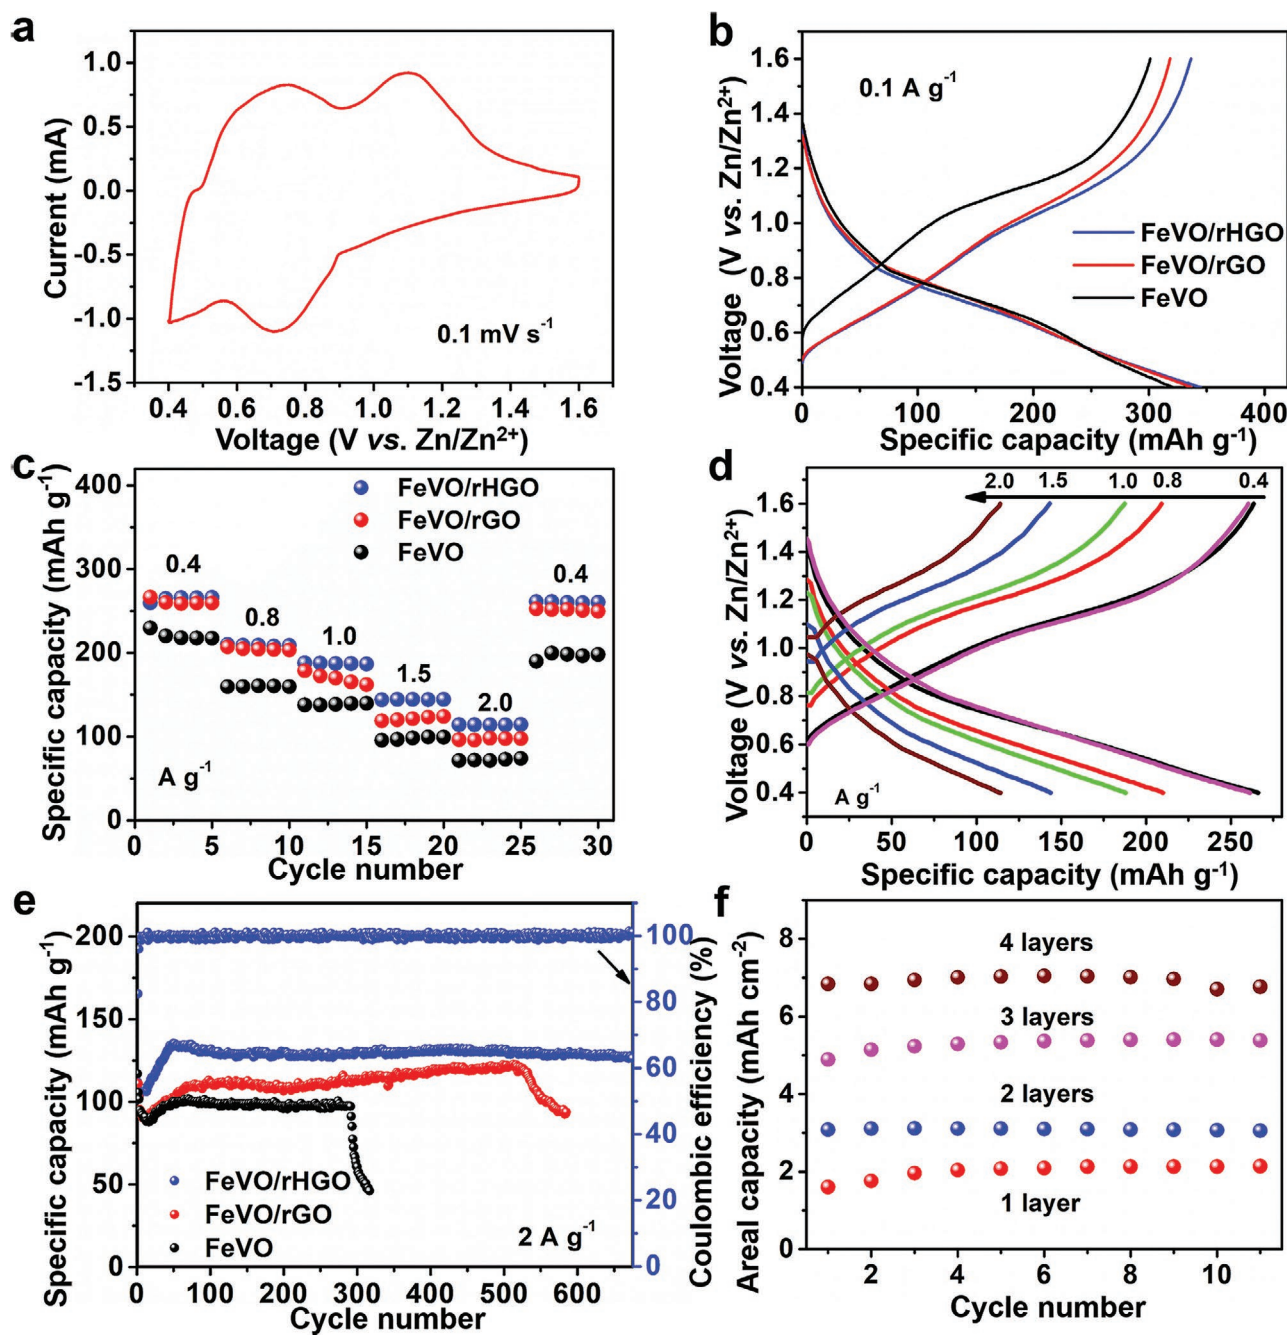 a
1.0
0.5
0.0
-0.5
-1.0
-1.5
Current (mA)
0.1 mV s⁻¹
0.4 0.6 0.8 1.0 1.2 1.4 1.6
Voltage (V vs. Zn/Zn²⁺)
b
1.6
1.4
1.2
1.0
0.8
0.6
0.4
Voltage (V vs. Zn/Zn²⁺)
0.1 A g⁻¹
FeVO/rHGO
FeVO/rGO
FeVO
0 100 200 300 400
Specific capacity (mAh g⁻¹)
c
400
300
200
100
0
Specific capacity (mAh g⁻¹)
FeVO/rHGO
FeVO/rGO
FeVO
0.4
0.8
1.0
1.5
2.0
0.4
A g⁻¹
0 5 10 15 20 25 30
Cycle number
d
2.0 1.5 1.0 0.8 0.4
1.6
1.4
1.2
1.0
0.8
0.6
0.4
Voltage (V vs. Zn/Zn²⁺)
A g⁻¹
0 50 100 150 200 250
Specific capacity (mAh g⁻¹)
e
200
150
100
50
0
Specific capacity (mAh g⁻¹)
FeVO/rHGO
FeVO/rGO
FeVO
2 A g⁻¹
100
80
60
40
20
0
Coulombic efficiency (%)
0 100 200 300 400 500 600
Cycle number
f
8
6
4
2
0
Areal capacity (mAh cm⁻²)
4 layers
3 layers
2 layers
1 layer
2 4 6 8 10
Cycle number